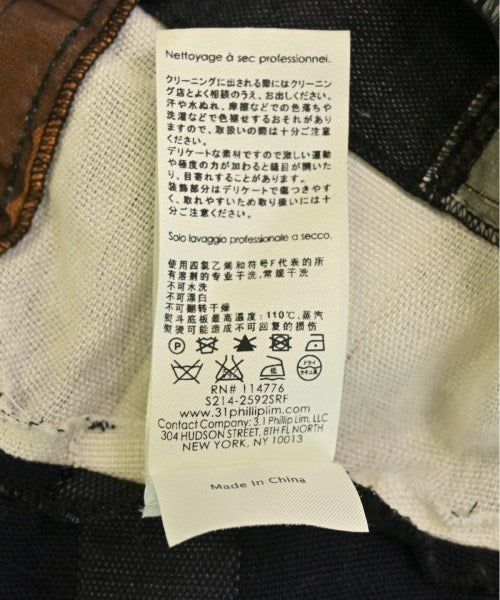 Nettoyage à sec professionnel.
クリーニングに出される際にはクリーニン
グ店とよく相談のうえ、お出しください。
汗や水ぬれ、摩擦などでの色落ちや
洗濯などで色褪せするおそれがあり
ますので、取扱いの際は十分ご注意
ください。
デリケートな素材ですので激しい運動
や極度の力が加わると縫目が開いた
り、目寄れすることがあります。
装飾部分はデリケートで傷つきやす
く、取れやすいため取り扱いには十
分ご注意ください。
Solo lavaggio professionale a secco.
使用四氯乙烯和符号F代表的所
有溶剂的专业干洗，常规干洗
不可水洗
不可漂白
不可翻转干燥
熨斗底板最高温度：110℃，蒸汽
熨烫可能造成不可回复的损伤
P
ドライ
セキユ系
RN# 114776
S214-2592SRF
www.31philliplim.com
Contact Company: 3.1 Phillip Lim, LLC
304 HUDSON STREET, 8TH FL NORTH
NEW YORK, NY 10013
Made In China